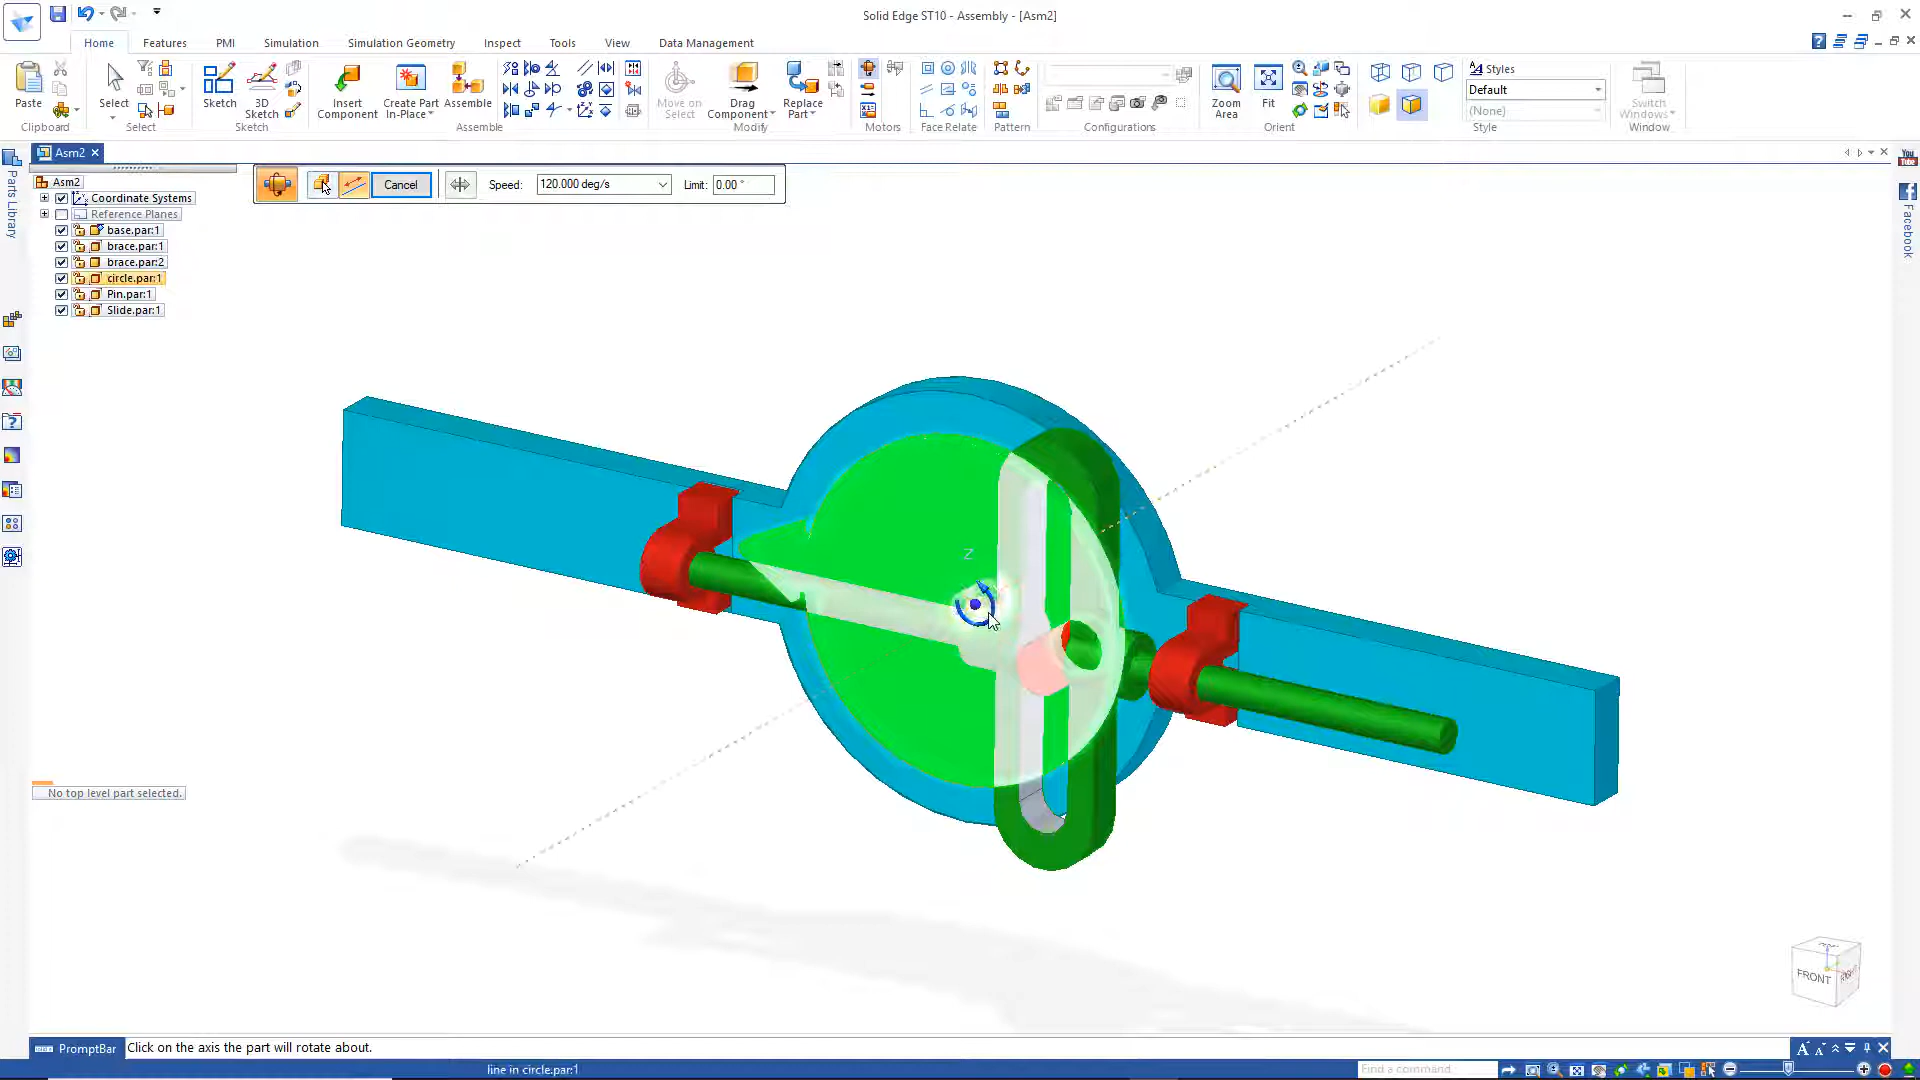 Solid Edge ST10 - Assembly - [Asm2]
Home Features PMI Simulation Simulation Geometry Inspect Tools View Data Management
Paste
Clipboard
Select
Select
Sketch
3D Sketch
Sketch
Insert Component
Create Part In-Place
Assemble
Assemble
Move on Select
Drag Component
Replace Part
Modify
Motors
Face Relate
Pattern
Configurations
Zoom Area
Fit
Orient
Styles
Default
(None)
Style
Switch Windows
Window
Asm2
Cancel Speed: 120.000 deg/s Limit: 0.00 °
Parts Library
Asm2
Coordinate Systems
Reference Planes
base.par:1
brace.par:1
brace.par:2
circle.par:1
Pin.par:1
Slide.par:1
No top level part selected.
Z
You Tube
Facebook
FRONT
RIGHT
PromptBar Click on the axis the part will rotate about.
line in circle.par:1
Find a command